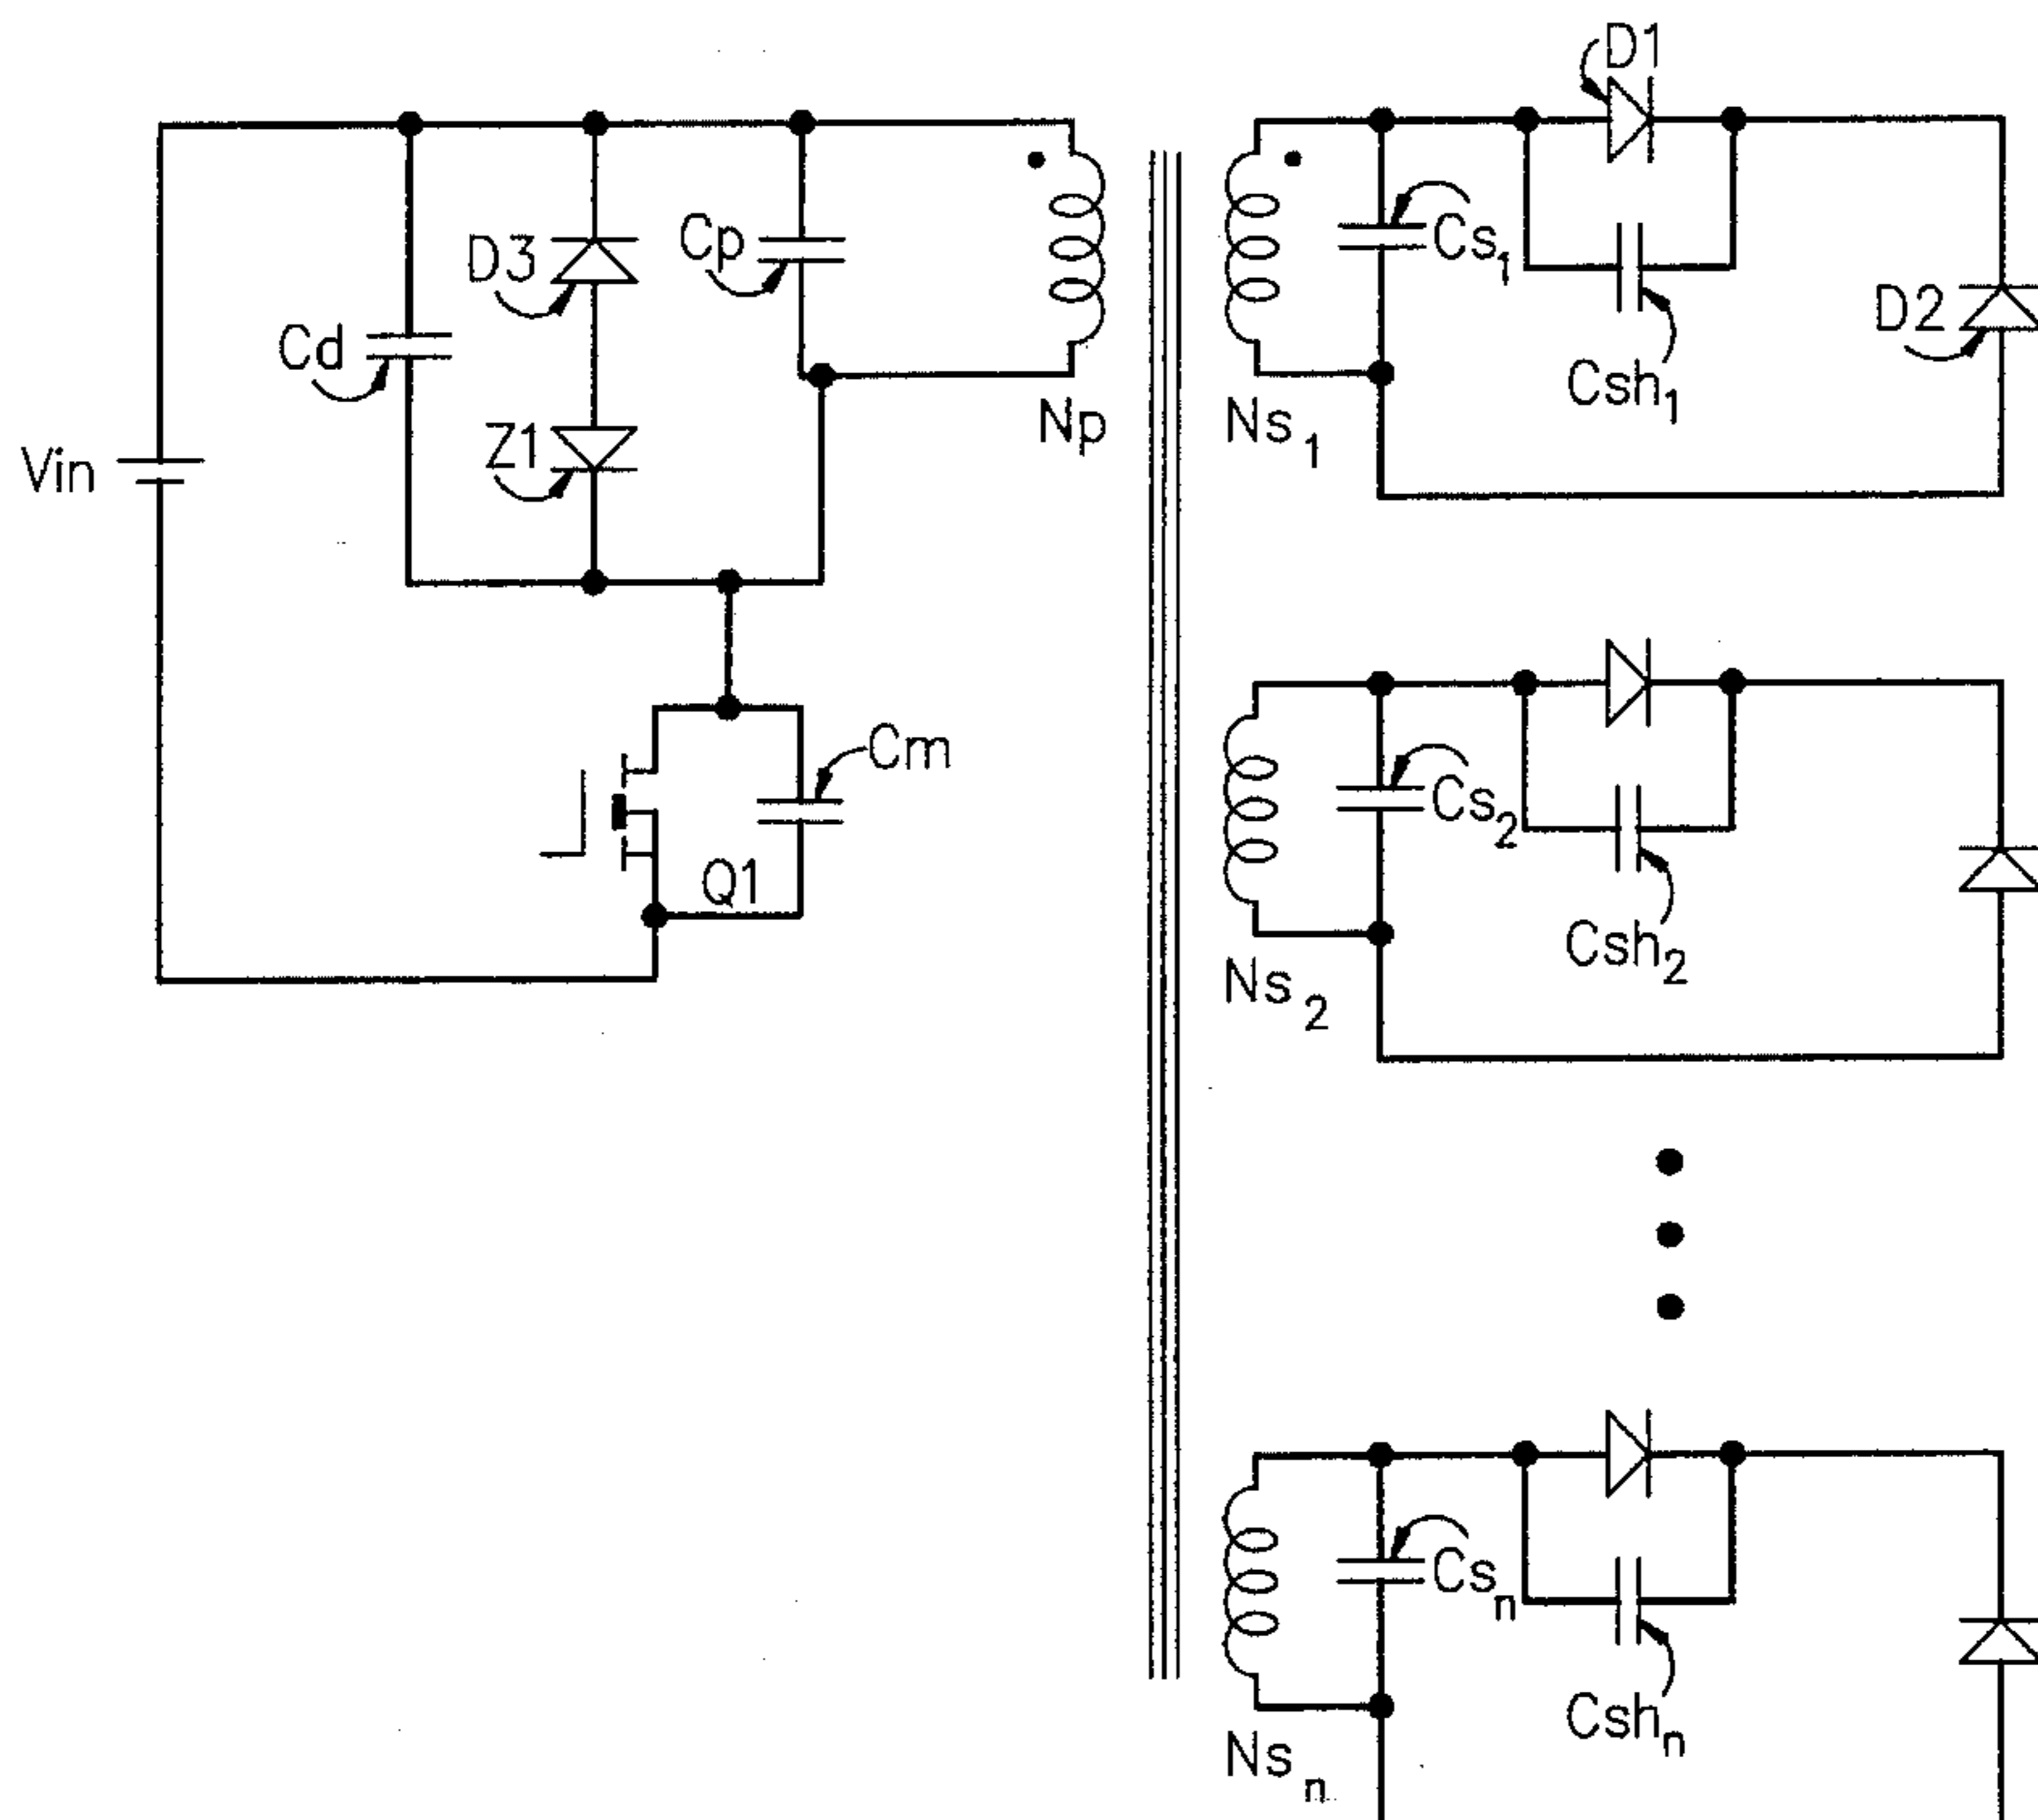 D1
D3
Cp
Cs1
Cd
D2
Csh1
Z1
Np
Ns1
Vin
Cm
Cs2
Q1
Csh2
Ns2
Csn
Cshn
Nsn